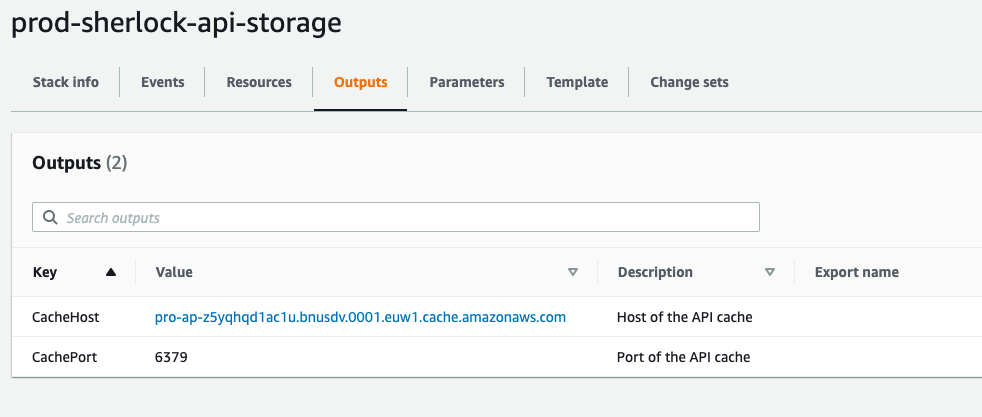 prod-sherlock-api-storage
Stack info Events Resources Outputs Parameters Template Change sets
Outputs (2)
Search outputs
Key Value Description Export name
CacheHost pro-ap-z5yqhqd1ac1u.bnusdv.0001.euw1.cache.amazonaws.com Host of the API cache
CachePort 6379 Port of the API cache